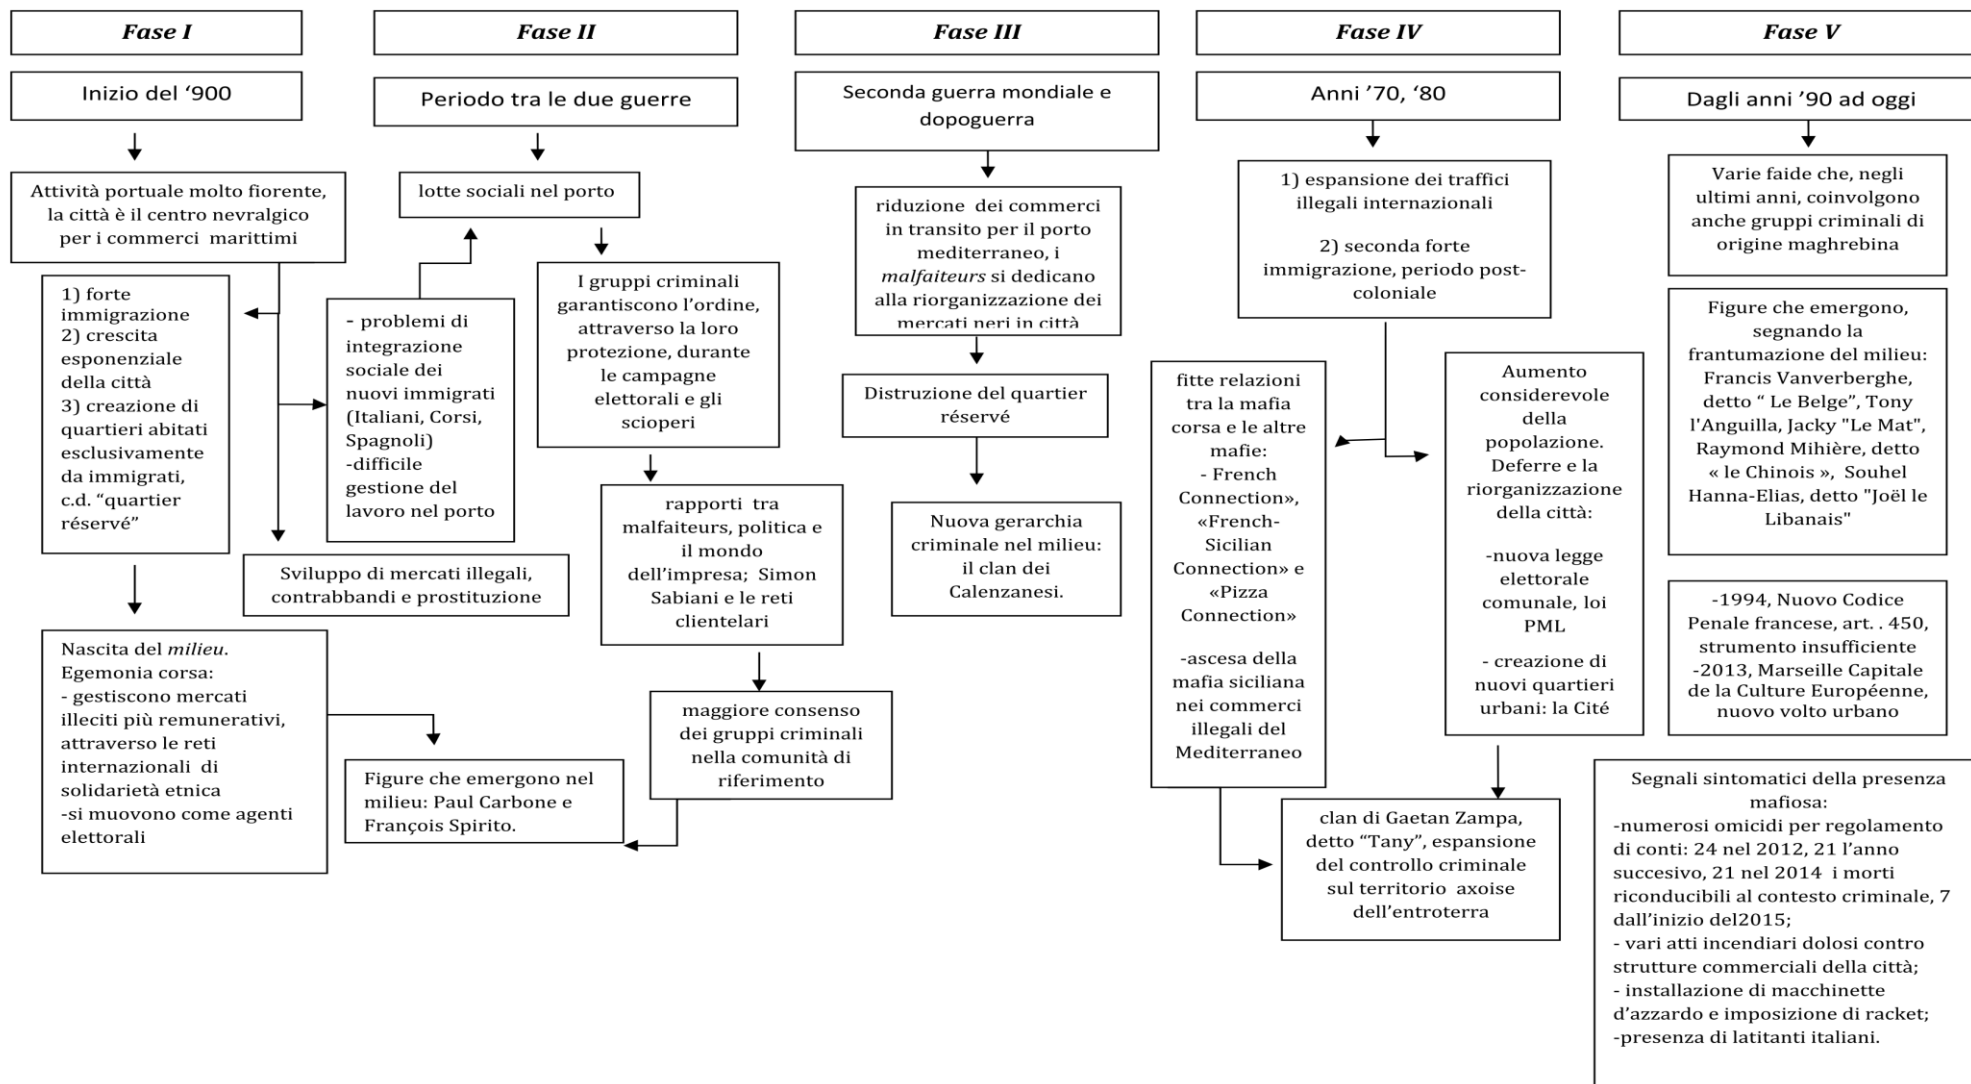 Fase I
Inizio del ‘900
Attività portuale molto fiorente,
la città è il centro nevralgico
per i commerci marittimi
1) forte
immigrazione
2) crescita
esponenziale
della città
3) creazione di
quartieri abitati
esclusivamente
da immigrati,
c.d. “quartier
réservé”
- problemi di
integrazione
sociale dei
nuovi immigrati
(Italiani, Corsi,
Spagnoli)
-difficile
gestione del
lavoro nel porto
Sviluppo di mercati illegali,
contrabbandi e prostituzione
Nascita del milieu.
Egemonia corsa:
- gestiscono mercati
illeciti più remunerativi,
attraverso le reti
internazionali di
solidarietà etnica
-si muovono come agenti
elettorali
Fase II
Periodo tra le due guerre
lotte sociali nel porto
I gruppi criminali
garantiscono l’ordine,
attraverso la loro
protezione, durante
le campagne
elettorali e gli
scioperi
rapporti tra
malfaiteurs, politica e
il mondo
dell’impresa; Simon
Sabiani e le reti
clientelari
maggiore consenso
dei gruppi criminali
nella comunità di
riferimento
Figure che emergono nel
milieu: Paul Carbone e
François Spirito.
Fase III
Seconda guerra mondiale e
dopoguerra
riduzione dei commerci
in transito per il porto
mediterraneo, i
malfaiteurs si dedicano
alla riorganizzazione dei
mercati neri in città
Distruzione del quartier
réservé
Nuova gerarchia
criminale nel milieu:
il clan dei
Calenzanesi.
Fase IV
Anni ’70, ‘80
1) espansione dei traffici
illegali internazionali
2) seconda forte
immigrazione, periodo post-
coloniale
fitte relazioni
tra la mafia
corsa e le altre
mafie:
- French
Connection»,
«French-
Sicilian
Connection» e
«Pizza
Connection»
-ascesa della
mafia siciliana
nei commerci
illegali del
Mediterraneo
Aumento
considerevole
della
popolazione.
Deferre e la
riorganizzazione
della città:
-nuova legge
elettorale
comunale, loi
PML
- creazione di
nuovi quartieri
urbani: la Cité
clan di Gaetan Zampa,
detto “Tany”, espansione
del controllo criminale
sul territorio axoise
dell’entroterra
Fase V
Dagli anni ’90 ad oggi
Varie faide che, negli
ultimi anni, coinvolgono
anche gruppi criminali di
origine maghrebina
Figure che emergono,
segnando la
frantumazione del milieu:
Francis Vanverberghe,
detto “ Le Belge”, Tony
l'Anguilla, Jacky "Le Mat",
Raymond Mihière, detto
« le Chinois », Souhel
Hanna-Elias, detto "Joël le
Libanais"
-1994, Nuovo Codice
Penale francese, art. . 450,
strumento insufficiente
-2013, Marseille Capitale
de la Culture Européenne,
nuovo volto urbano
Segnali sintomatici della presenza
mafiosa:
-numerosi omicidi per regolamento
di conti: 24 nel 2012, 21 l’anno
succesivo, 21 nel 2014 i morti
riconducibili al contesto criminale, 7
dall’inizio del2015;
- vari atti incendiari dolosi contro
strutture commerciali della città;
- installazione di macchinette
d’azzardo e imposizione di racket;
-presenza di latitanti italiani.